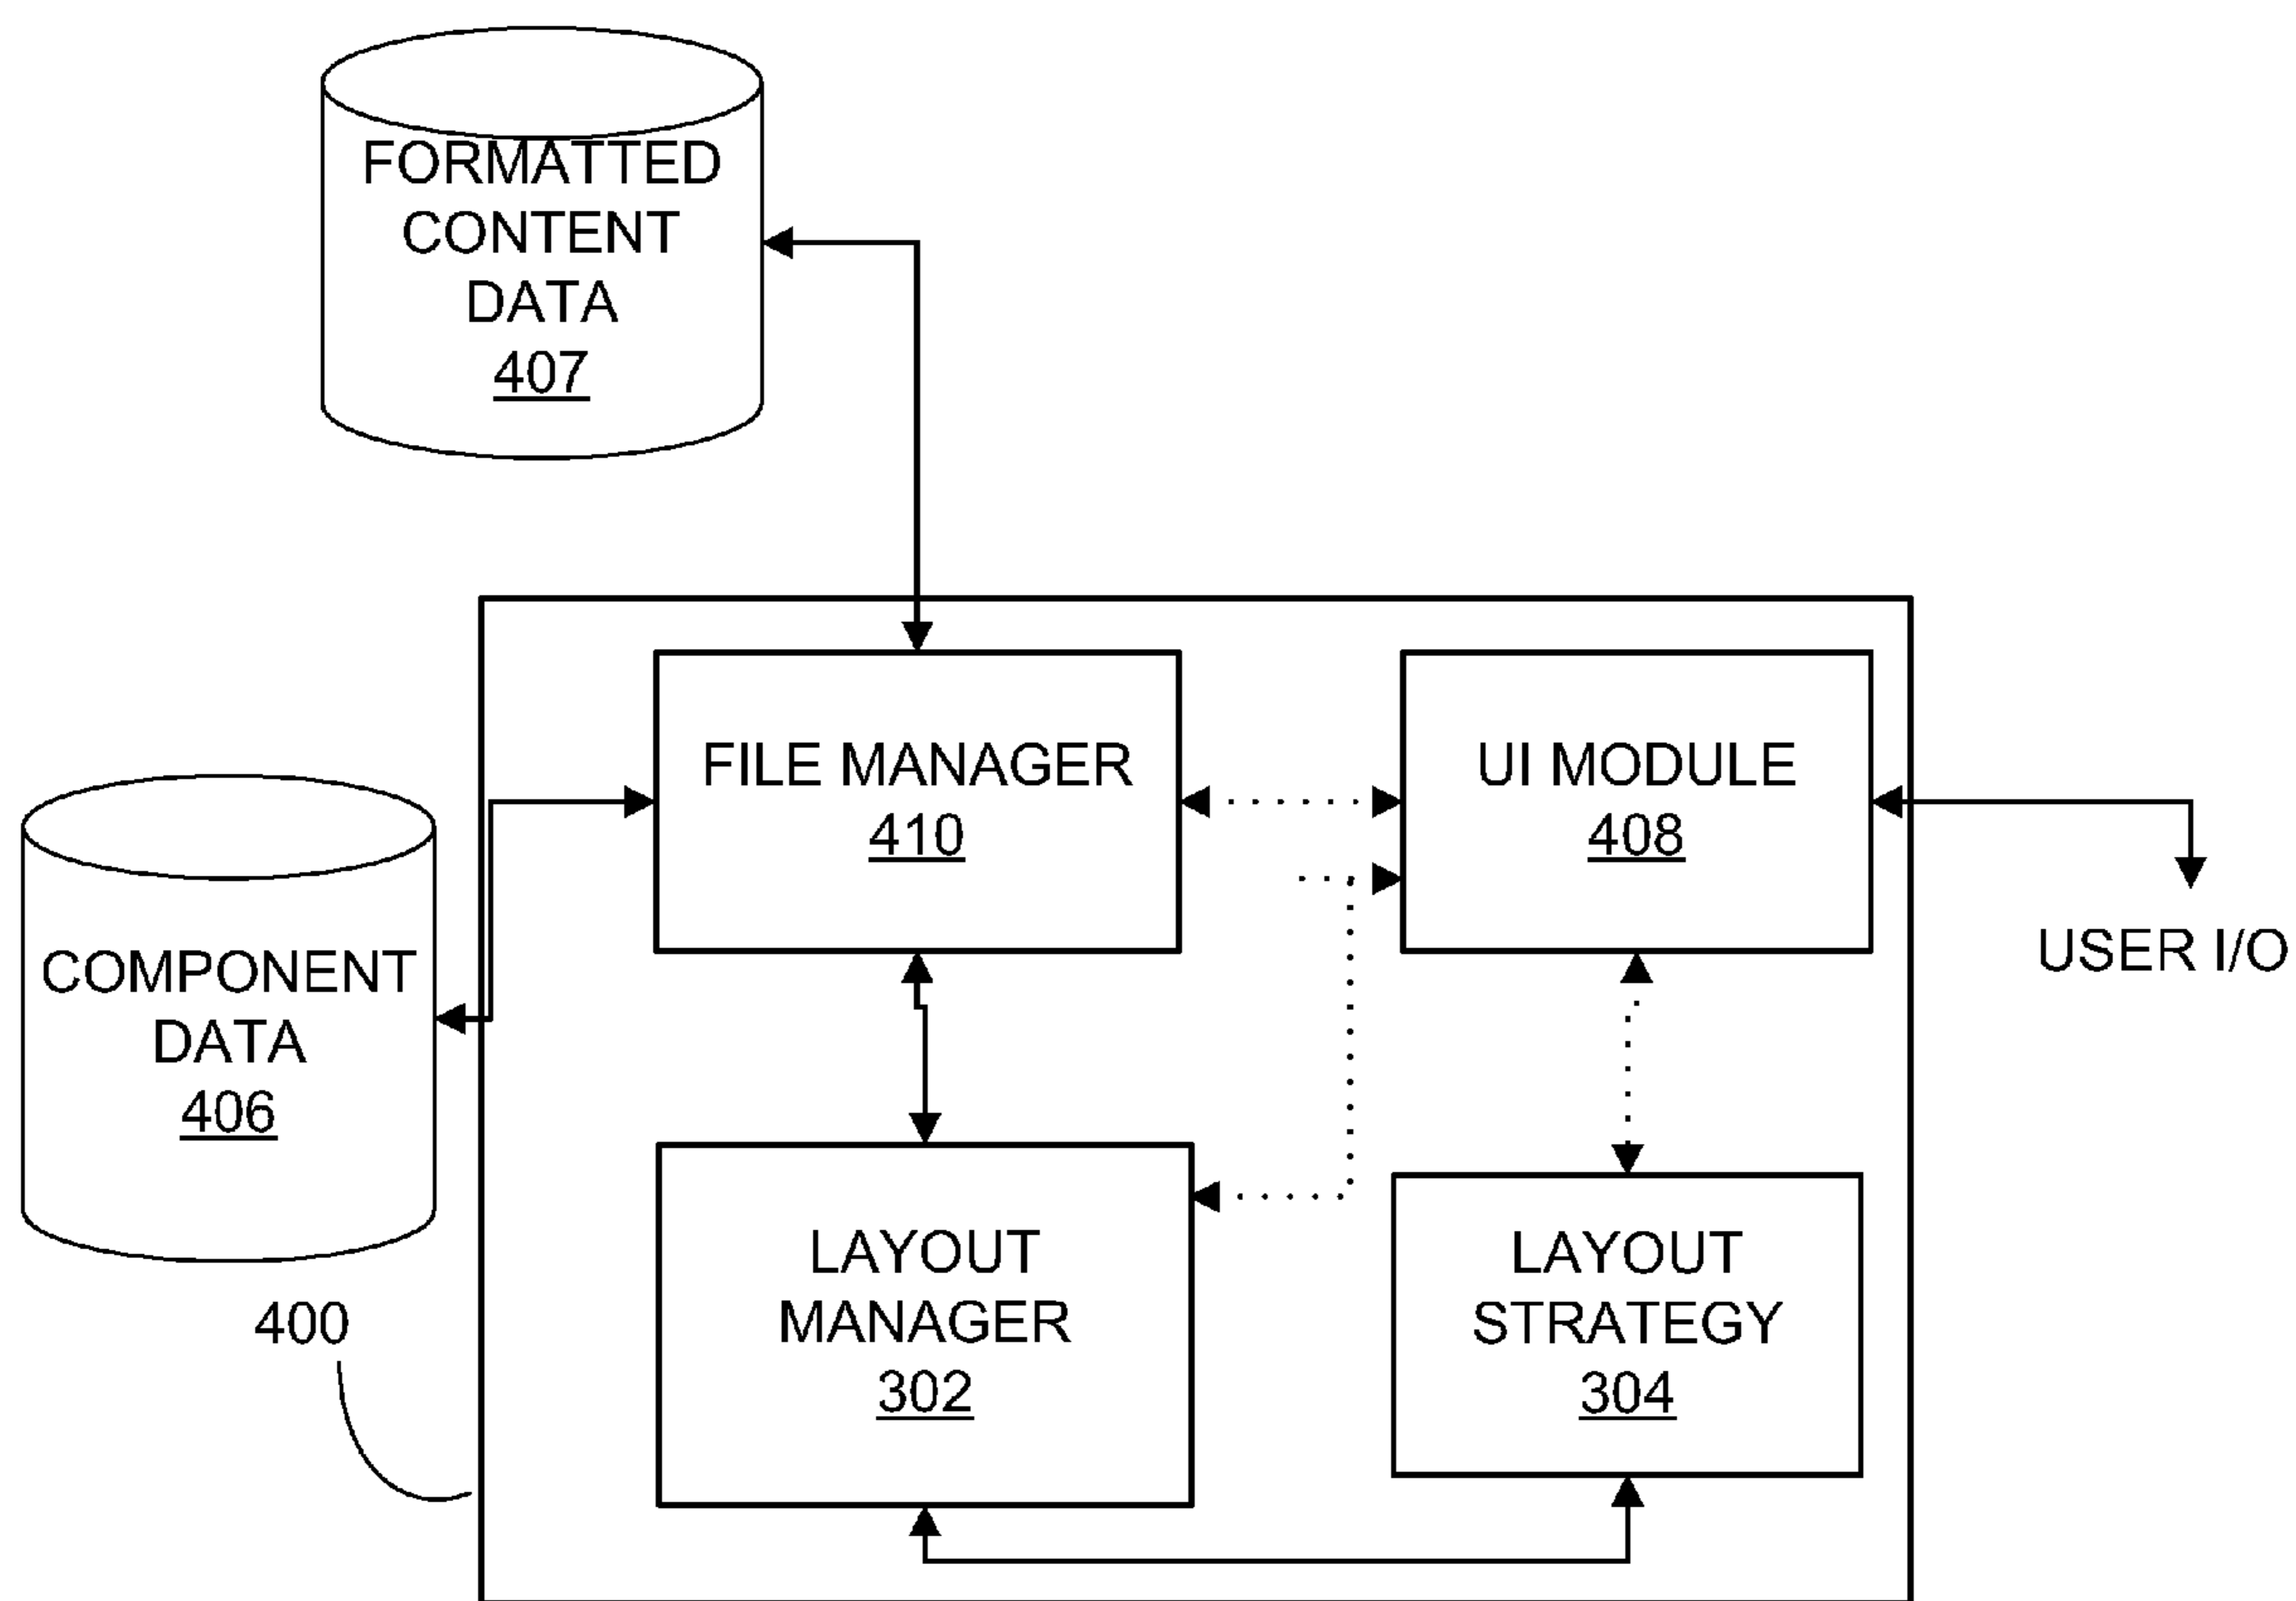 FORMATTED
CONTENT
DATA
407
FILE MANAGER
410
UI MODULE
408
COMPONENT
DATA
406
USER I/O
400
LAYOUT
MANAGER
302
LAYOUT
STRATEGY
304